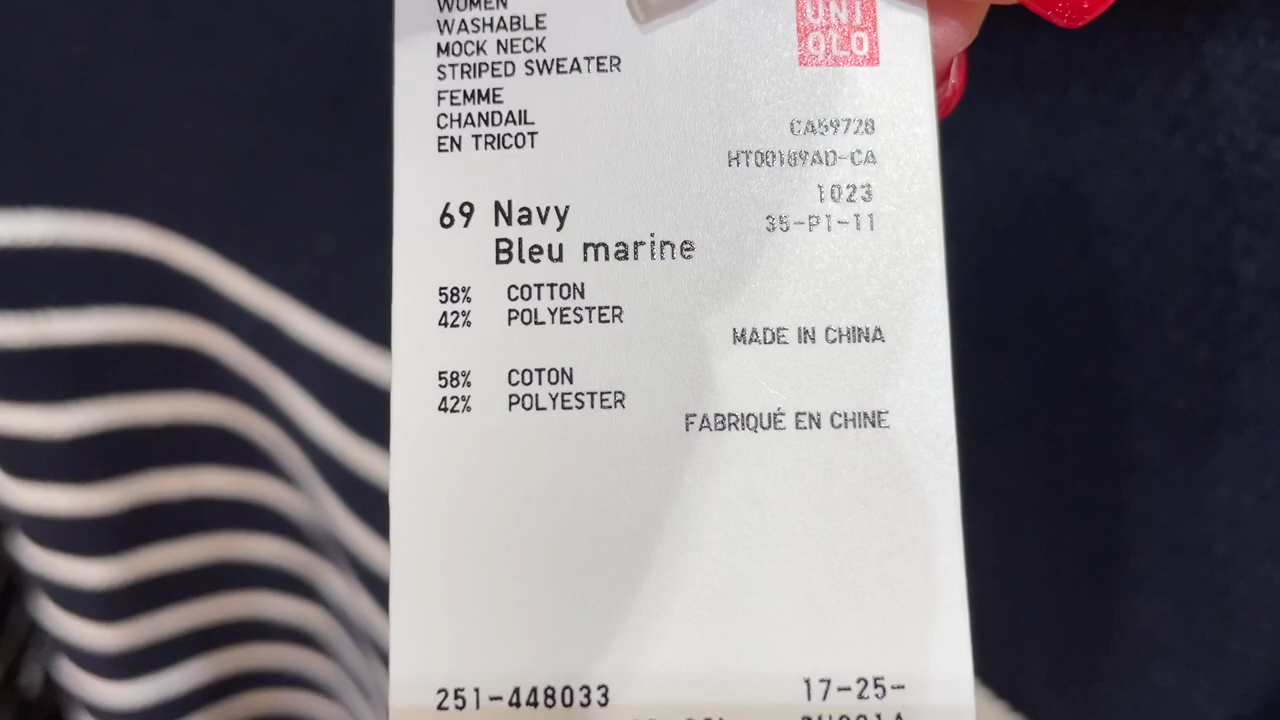 WOMEN
WASHABLE
MOCK NECK
STRIPED SWEATER
FEMME
CHANDAIL
EN TRICOT
UNI
QLO
CA59728
HT00189AD-CA
1023
35-P1-11
69 Navy
Bleu marine
58% COTTON
42% POLYESTER
MADE IN CHINA
58% COTON
42% POLYESTER
FABRIQUÉ EN CHINE
251-448033
17-25-